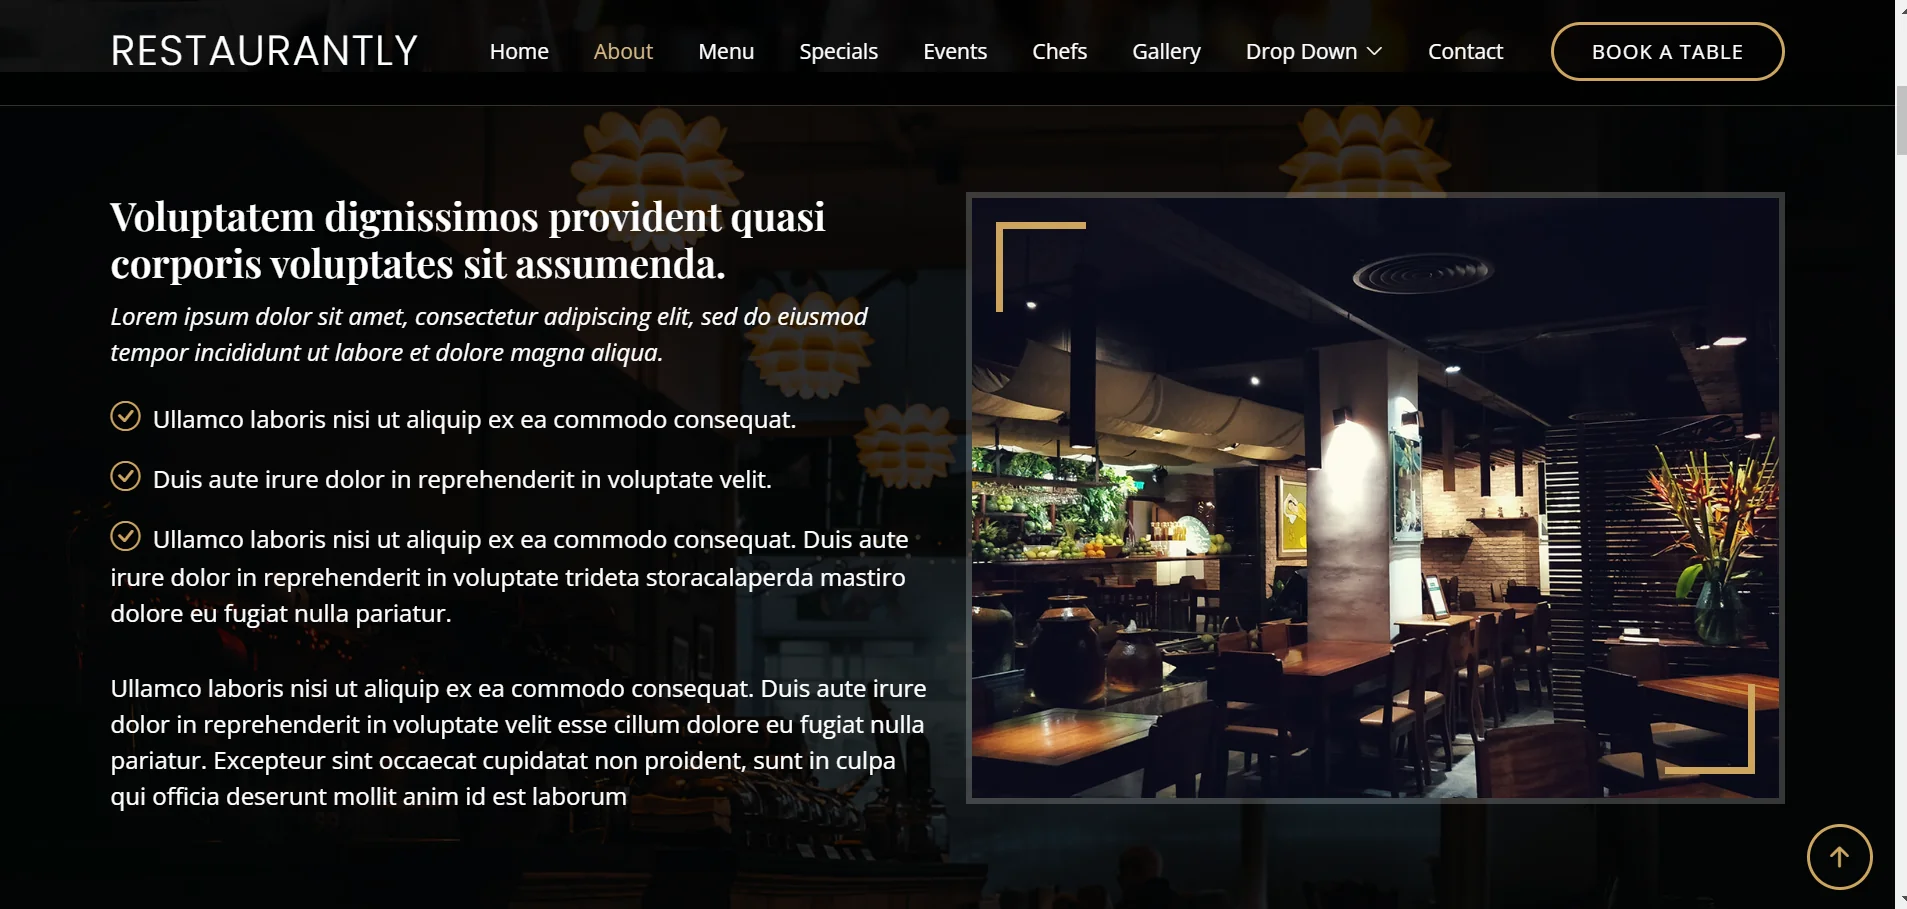 RESTAURANTLY
Home
About
Menu
Specials
Events
Chefs
Gallery
Drop Down
Contact
BOOK A TABLE
Voluptatem dignissimos provident quasi
corporis voluptates sit assumenda.
Lorem ipsum dolor sit amet, consectetur adipiscing elit, sed do eiusmod
tempor incididunt ut labore et dolore magna aliqua.
Ullamco laboris nisi ut aliquip ex ea commodo consequat.
Duis aute irure dolor in reprehenderit in voluptate velit.
Ullamco laboris nisi ut aliquip ex ea commodo consequat. Duis aute
irure dolor in reprehenderit in voluptate trideta storacalaperda mastiro
dolore eu fugiat nulla pariatur.
Ullamco laboris nisi ut aliquip ex ea commodo consequat. Duis aute irure
dolor in reprehenderit in voluptate velit esse cillum dolore eu fugiat nulla
pariatur. Excepteur sint occaecat cupidatat non proident, sunt in culpa
qui officia deserunt mollit anim id est laborum